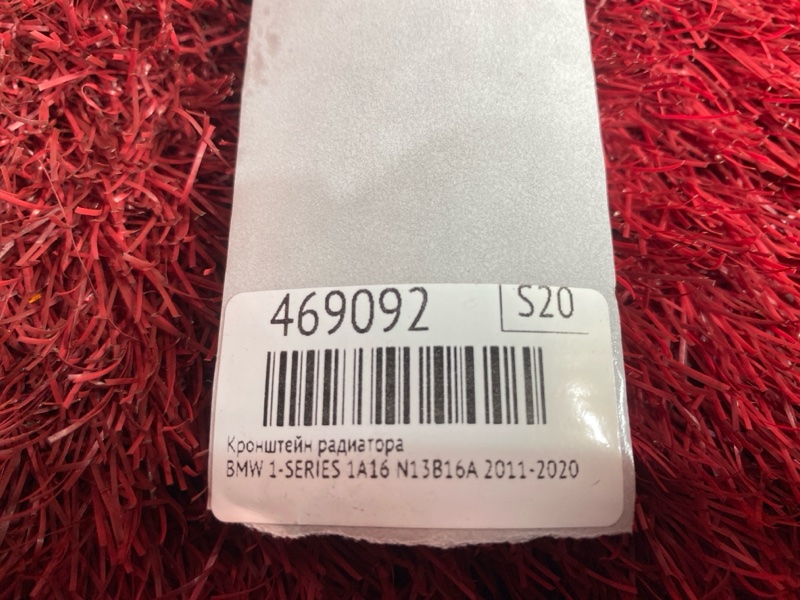 469092
S20
Кронштейн радиатора
BMW 1-SERIES 1A16 N13B16A 2011-2020